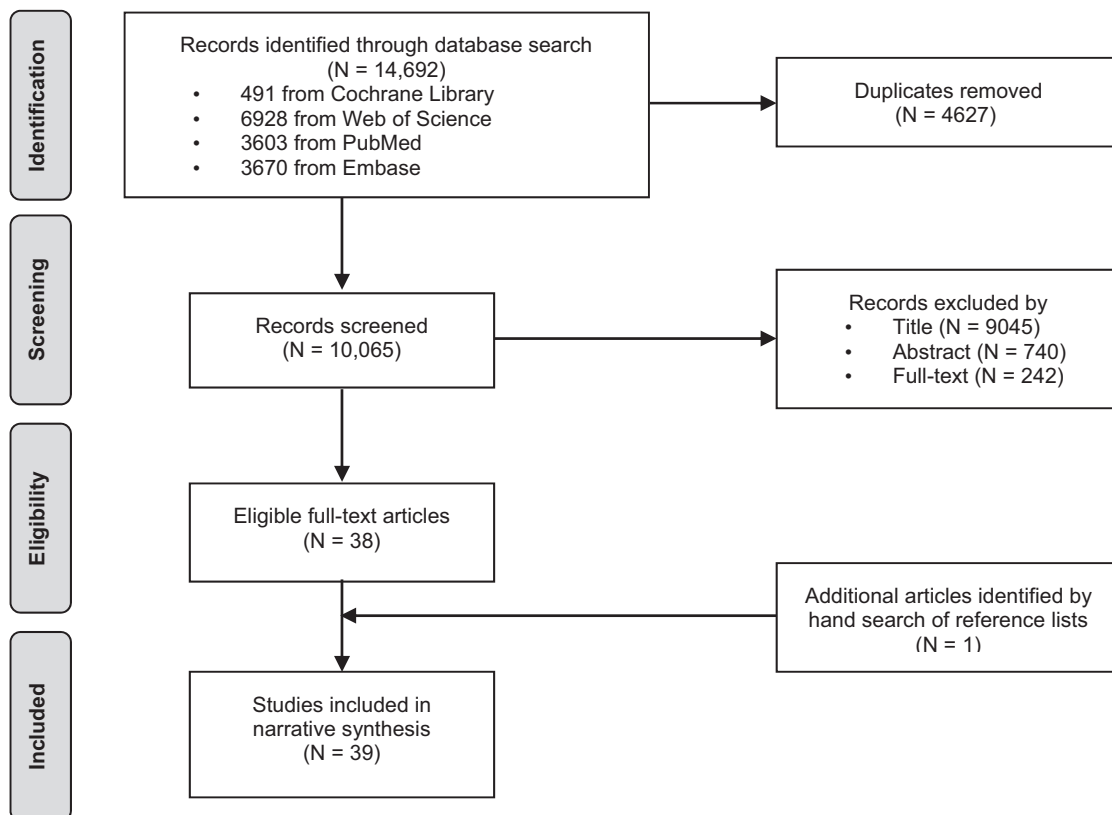 Identification
Records identified through database search
(N = 14,692)
• 491 from Cochrane Library
• 6928 from Web of Science
• 3603 from PubMed
• 3670 from Embase
Duplicates removed
(N = 4627)
Screening
Records screened
(N = 10,065)
Records excluded by
• Title (N = 9045)
• Abstract (N = 740)
• Full-text (N = 242)
Eligibility
Eligible full-text articles
(N = 38)
Additional articles identified by
hand search of reference lists
(N = 1)
Included
Studies included in
narrative synthesis
(N = 39)